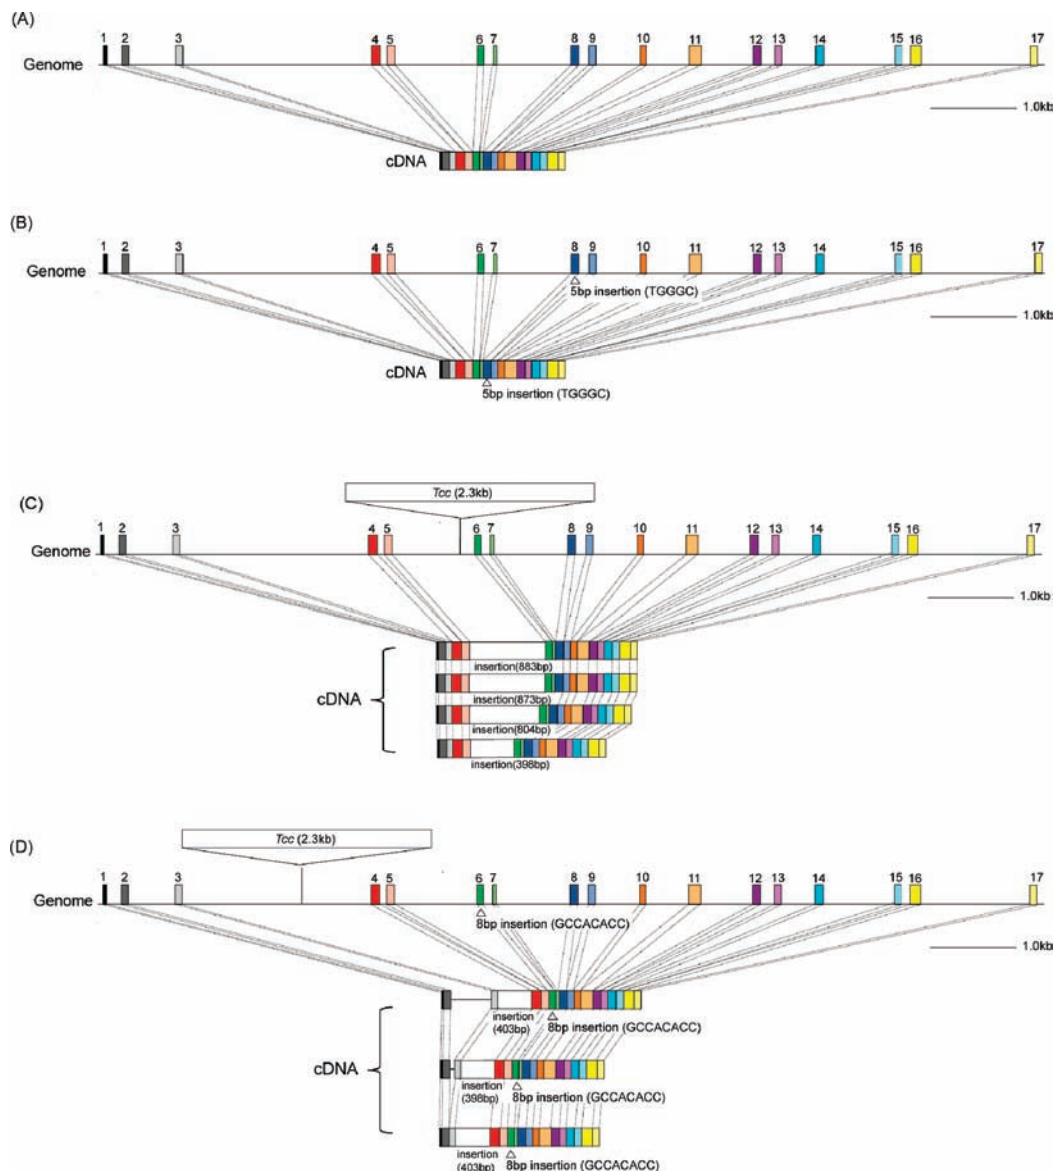 (A)
1 2 3 4 5 6 7 8 9 10 11 12 13 14 15 16 17
Genome
1.0kb
cDNA
(B)
1 2 3 4 5 6 7 8 9 10 11 12 13 14 15 16 17
Genome
5bp insertion (TGGGC)
1.0kb
cDNA
5bp insertion (TGGGC)
(C)
Tcc (2.3kb)
1 2 3 4 5 6 7 8 9 10 11 12 13 14 15 16 17
Genome
1.0kb
insertion(883bp)
cDNA
insertion(873bp)
insertion(804bp)
insertion(398bp)
(D)
Tcc (2.3kb)
1 2 3 4 5 6 7 8 9 10 11 12 13 14 15 16 17
Genome
8bp insertion (GCCACACC)
1.0kb
insertion
(403bp)
8bp insertion (GCCACACC)
cDNA
insertion
(398bp)
8bp insertion (GCCACACC)
insertion
(403bp)
8bp insertion (GCCACACC)